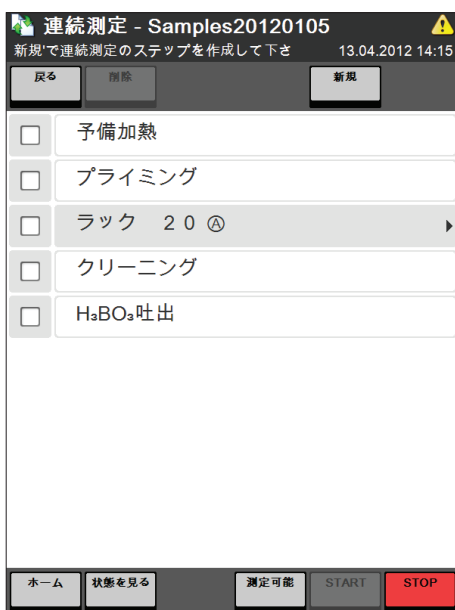 連続測定 - Samples20120105
新規'で連続測定のステップを作成して下さ 13.04.2012 14:15
戻る 削除 新規
予備加熱
プライミング
ラック　２０ Ⓐ
クリーニング
H₃BO₃吐出
ホーム 状態を見る 測定可能 START STOP